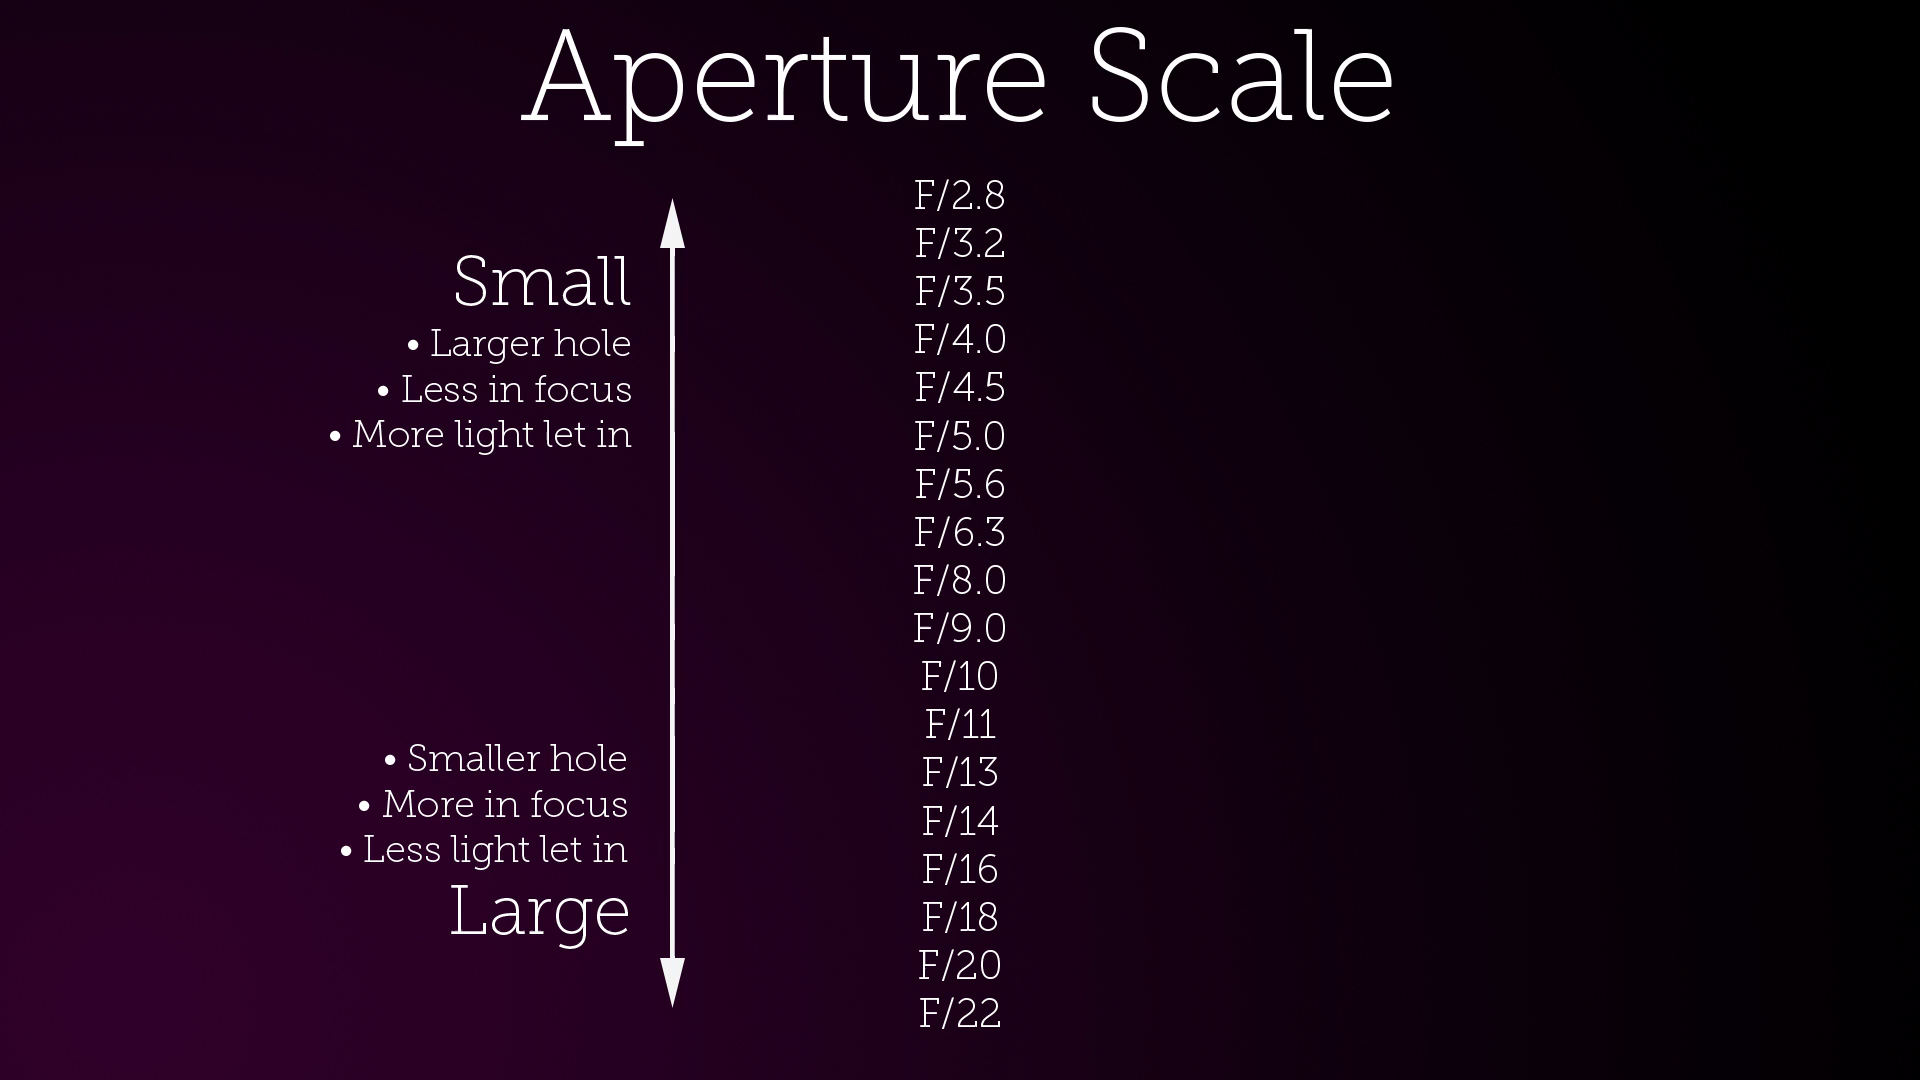 Aperture Scale
Small
• Larger hole
• Less in focus
• More light let in
• Smaller hole
• More in focus
• Less light let in
Large
F/2.8
F/3.2
F/3.5
F/4.0
F/4.5
F/5.0
F/5.6
F/6.3
F/8.0
F/9.0
F/10
F/11
F/13
F/14
F/16
F/18
F/20
F/22